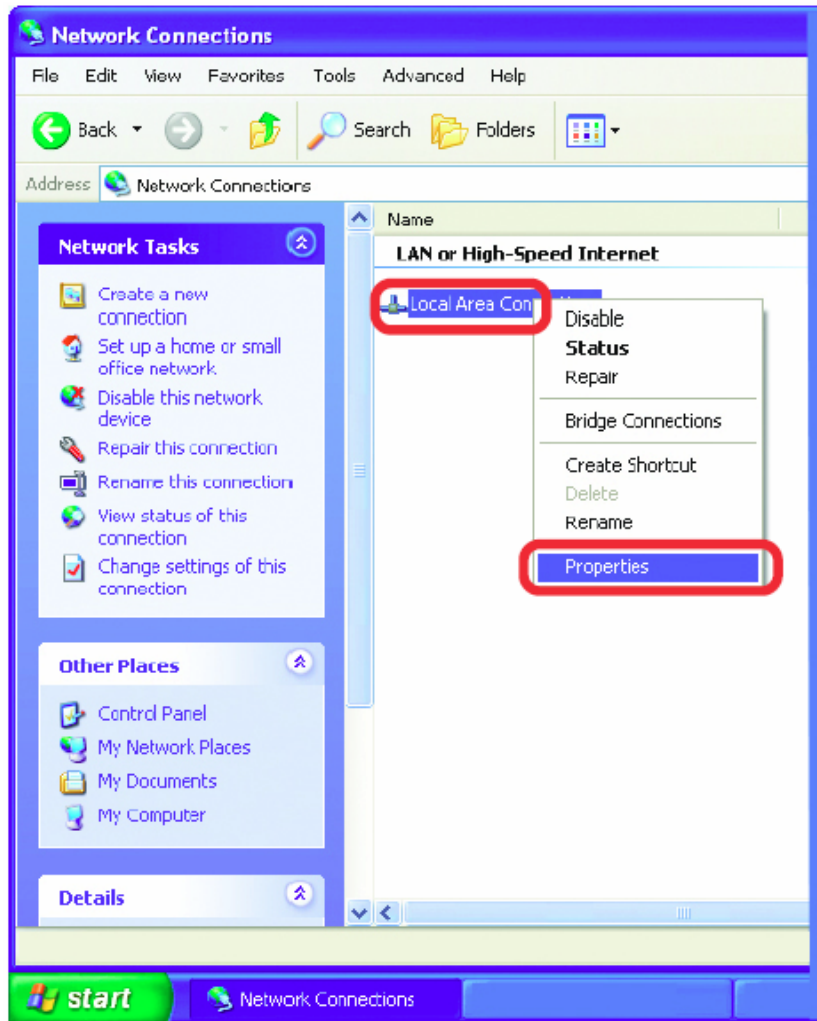 Network Connections
File Edit View Favorites Tools Advanced Help
Back Search Folders
Address Network Connections
Network Tasks
Create a new
connection
Set up a home or small
office network
Disable this network
device
Repair this connection
Rename this connection
View status of this
connection
Change settings of this
connection
Other Places
Control Panel
My Network Places
My Documents
My Computer
Details
Name
LAN or High-Speed Internet
Local Area Con
Disable
Status
Repair
Bridge Connections
Create Shortcut
Delete
Rename
Properties
start Network Connections